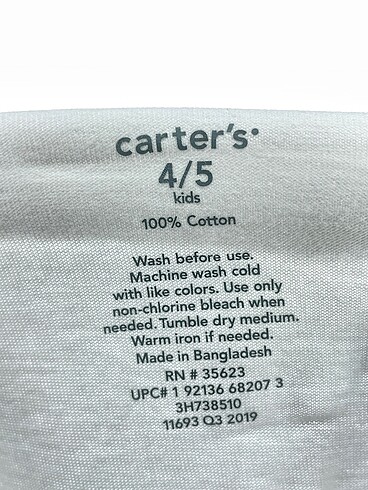 carter's®
4/5
kids
100% Cotton
Wash before use.
Machine wash cold
with like colors. Use only
non-chlorine bleach when
needed. Tumble dry medium.
Warm iron if needed.
Made in Bangladesh
RN # 35623
UPC# 1 92136 68207 3
3H738510
11693 Q3 2019